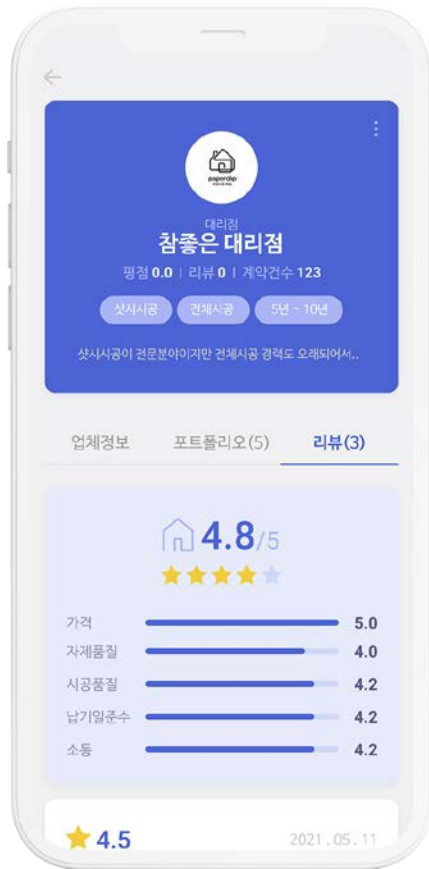 paperdip
HOUSING
대리점
참좋은 대리점
평점 0.0 | 리뷰 0 | 계약건수 123
샷시시공 전체시공 5년 ~ 10년
샷시시공이 전문분야이지만 전체시공 경력도 오래되어서..
업체정보 포트폴리오(5) 리뷰(3)
4.8/5
가격 5.0
자제품질 4.0
시공품질 4.2
납기일준수 4.2
소통 4.2
4.5 2021.05.11